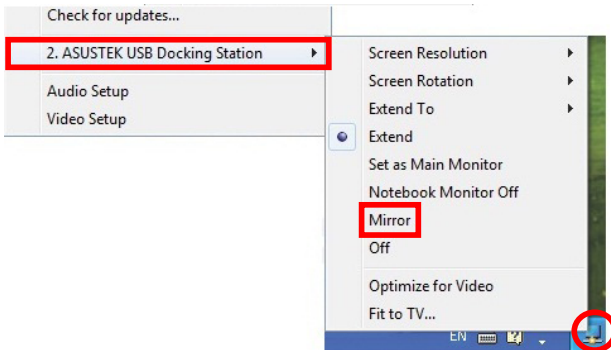 Check for updates...
2. ASUSTEK USB Docking Station
Audio Setup
Video Setup
Screen Resolution
Screen Rotation
Extend To
Extend
Set as Main Monitor
Notebook Monitor Off
Mirror
Off
Optimize for Video
Fit to TV...
EN